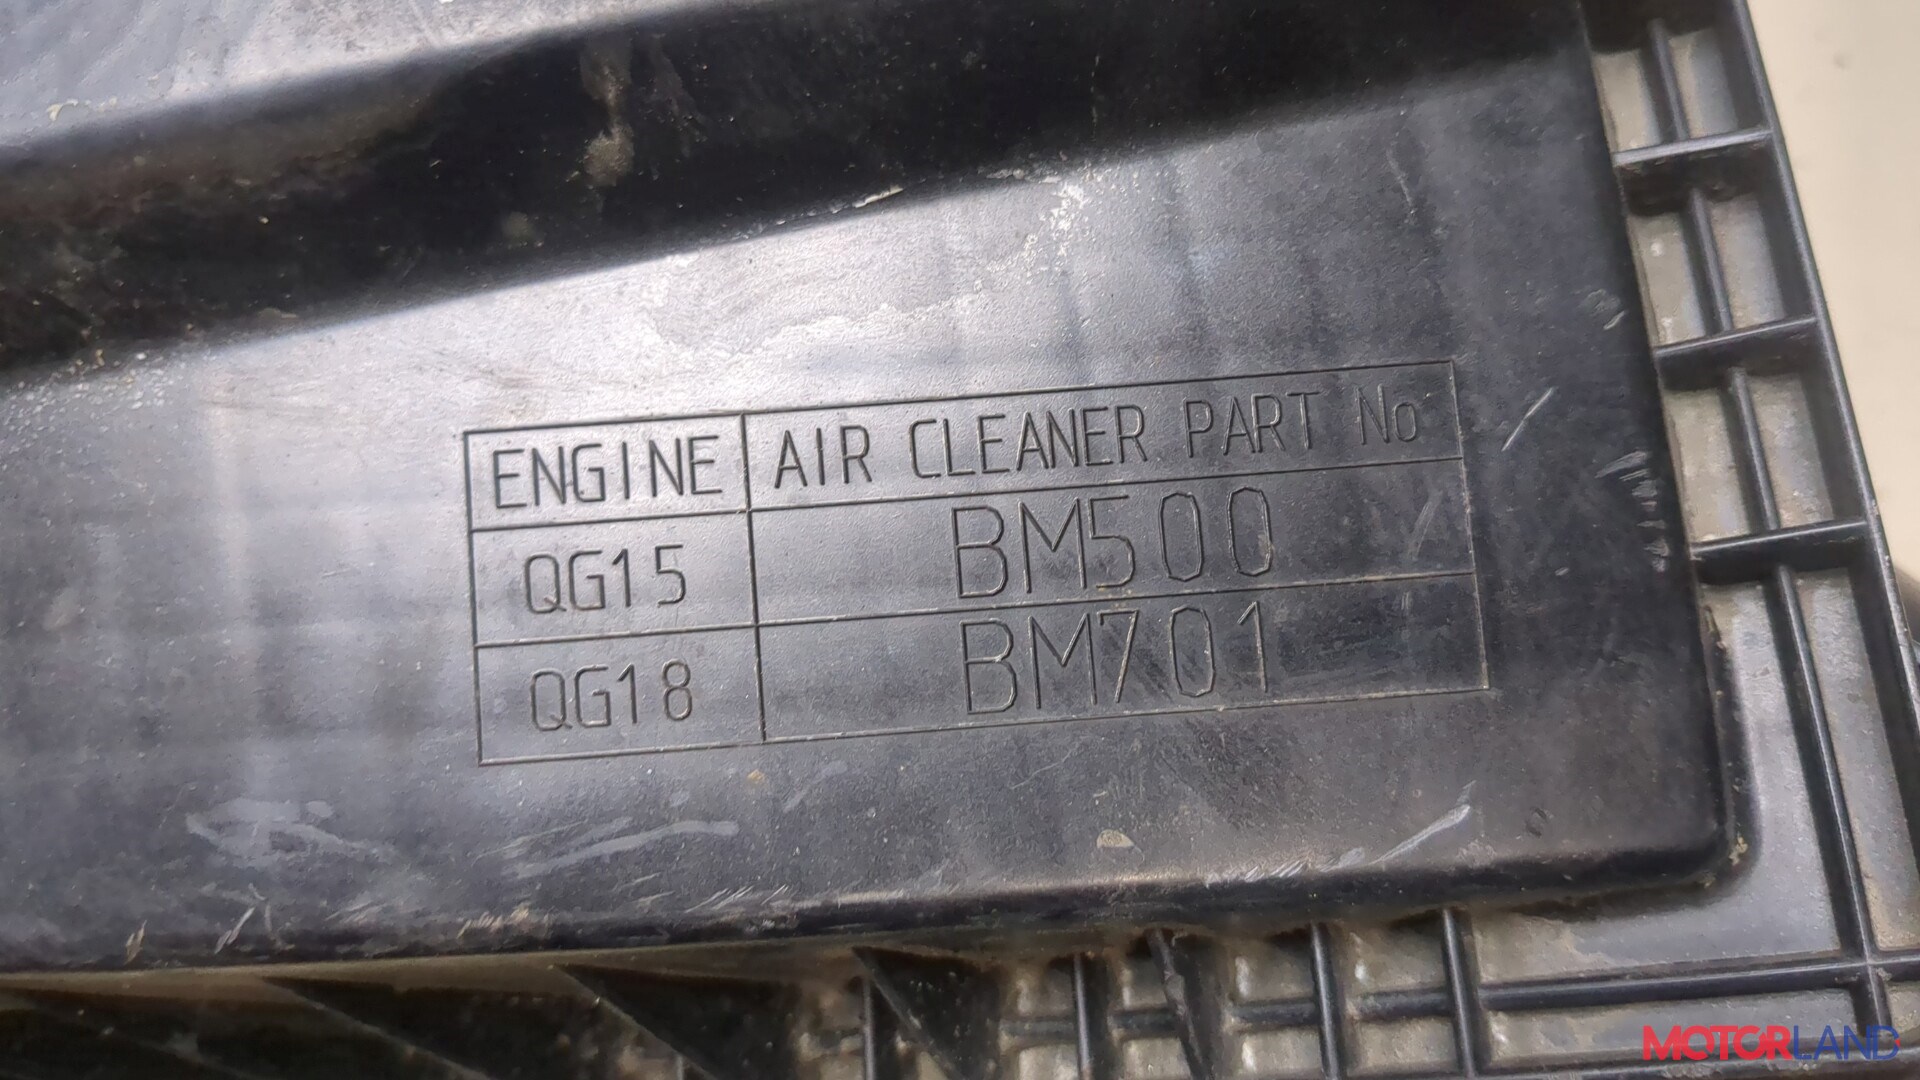 ENGINE AIR CLEANER PART No
QG15 BM500
QG18 BM701
MOTORLAND